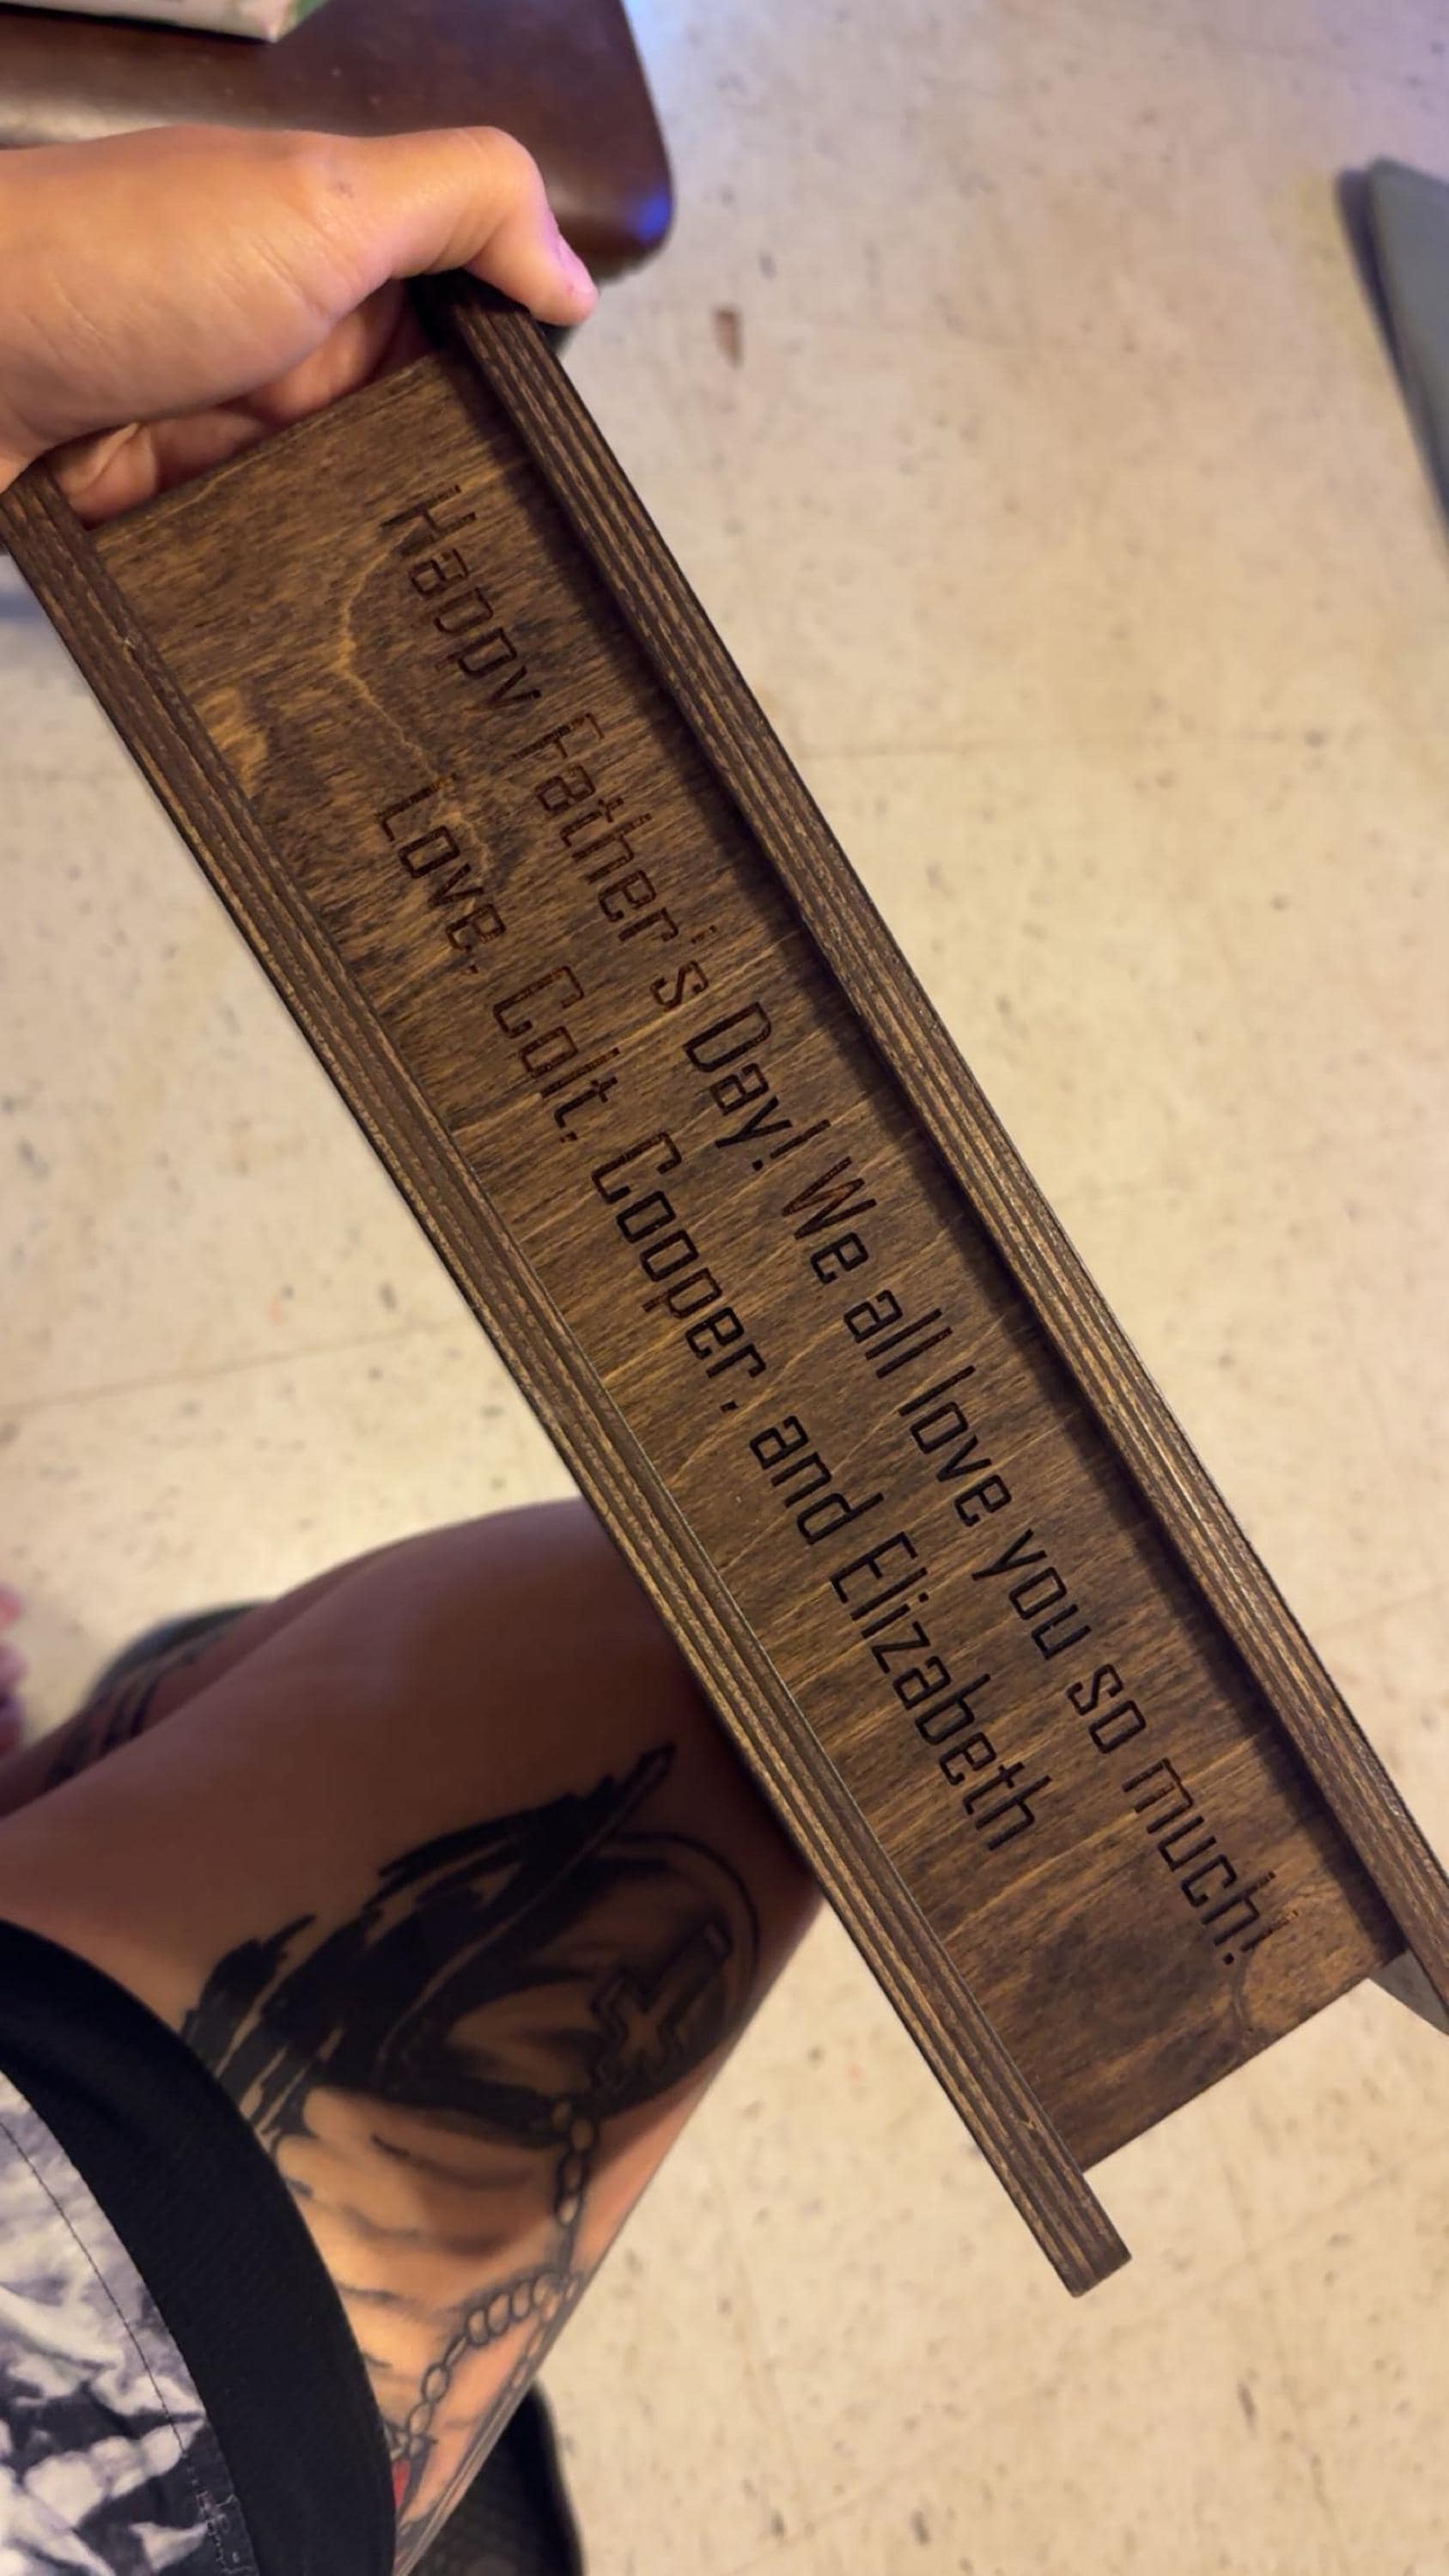 Happy Father's Day! We all love you so much!
Love, Colt, Cooper, and Elizabeth